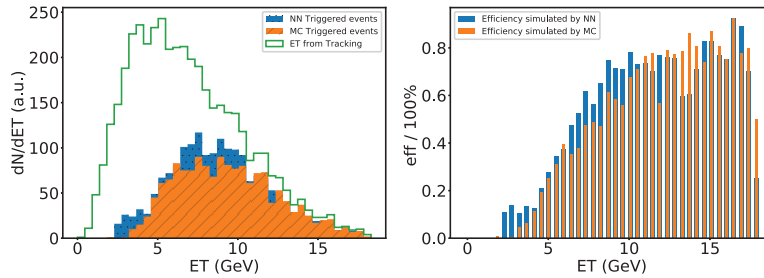 NN Triggered events
MC Triggered events
ET from Tracking
250
200
150
100
50
0
dN/dET (a.u.)
0 5 10 15
ET (GeV)
Efficiency simulated by NN
Efficiency simulated by MC
0.8
0.6
0.4
0.2
0.0
eff / 100%
0 5 10 15
ET (GeV)